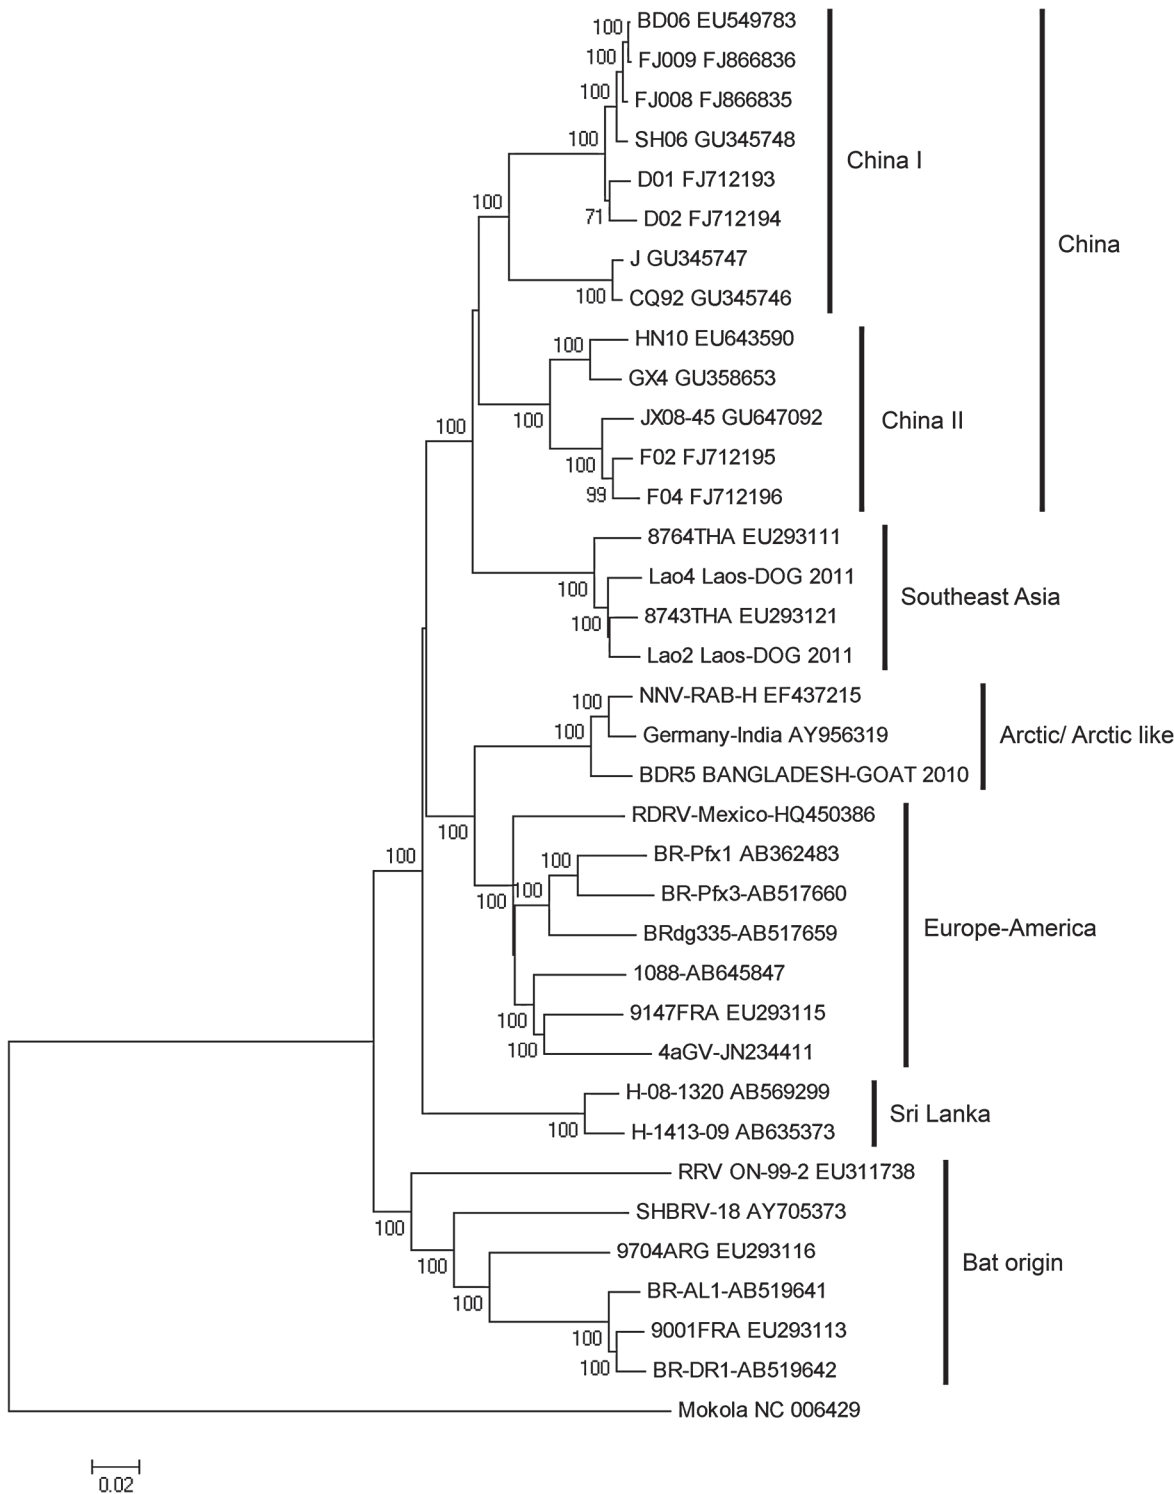 100 BD06 EU549783
100 FJ009 FJ866836
100 FJ008 FJ866835
100 SH06 GU345748
China I
D01 FJ712193
100
71 D02 FJ712194
China
J GU345747
100 CQ92 GU345746
100 HN10 EU643590
GX4 GU358653
100 JX08-45 GU647092
China II
100
100 F02 FJ712195
99 F04 FJ712196
8764THA EU293111
100 Lao4 Laos-DOG 2011
Southeast Asia
100 8743THA EU293121
Lao2 Laos-DOG 2011
100 NNV-RAB-H EF437215
100 Germany-India AY956319
Arctic/ Arctic like
BDR5 BANGLADESH-GOAT 2010
RDRV-Mexico-HQ450386
100
100 100 BR-Pfx1 AB362483
100 100 BR-Pfx3-AB517660
BRdg335-AB517659
Europe-America
1088-AB645847
100 9147FRA EU293115
100 4aGV-JN234411
H-08-1320 AB569299
Sri Lanka
100 H-1413-09 AB635373
RRV ON-99-2 EU311738
100 SHBRV-18 AY705373
100 9704ARG EU293116
Bat origin
100 BR-AL1-AB519641
100 9001FRA EU293113
100 BR-DR1-AB519642
Mokola NC 006429
0.02